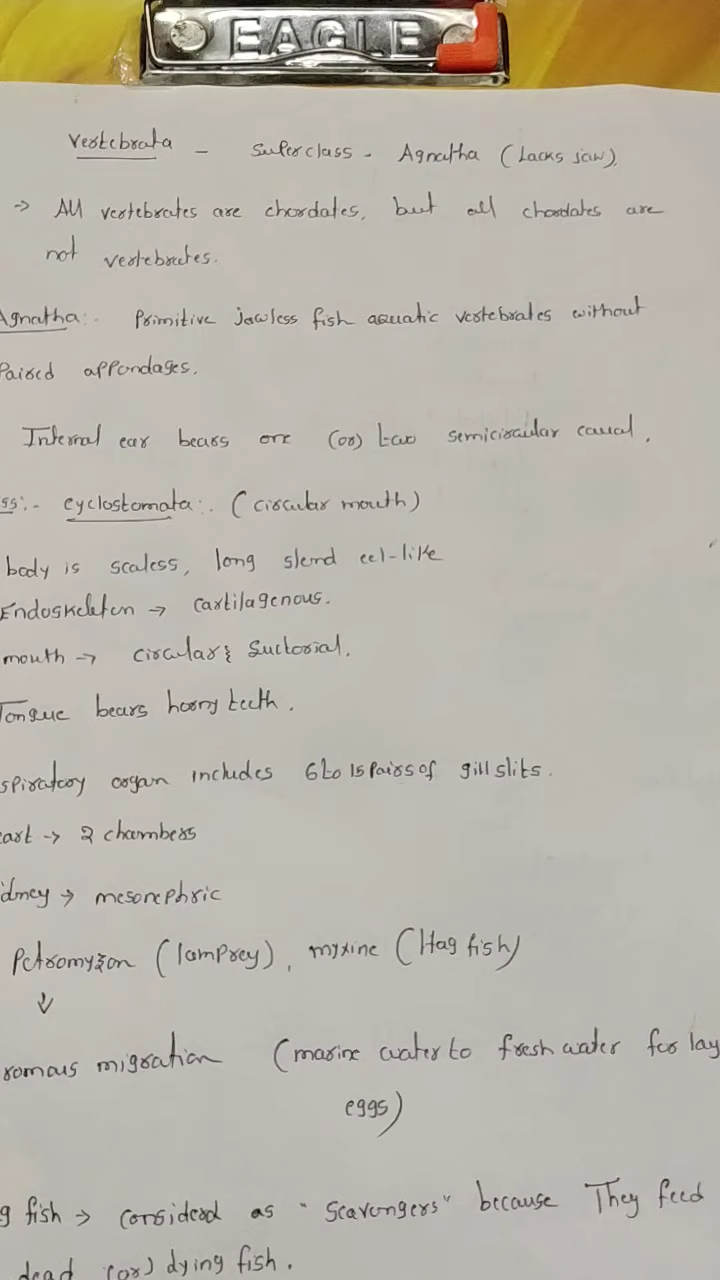 EAGLE
Vertebrata - Superclass - Agnatha (Lacks jaw).
→ All vertebrates are chordates, but all chordates are
not vertebrates.
Agnatha:- Primitive jawless fish aquatic vertebrates without
Paired appendages.
Internal ear bears one (or) two semicircular canal.
ss:- Cyclostomata:. (circular mouth)
body is scaless, long slend eel-like
Endoskeleton → cartilagenous.
mouth → circular & Suctorial.
Tongue bears horny teeth.
spiratory organ includes 6 to 15 pairs of gill slits.
eart → 2 chambers
idney → mesonephric
Petromyzon (lamprey), myxine (Hag fish)
↓
romous migration (marine water to fresh water for lay
eggs)
g fish → considerd as "Scavengers" because They feed
dead (or) dying fish.